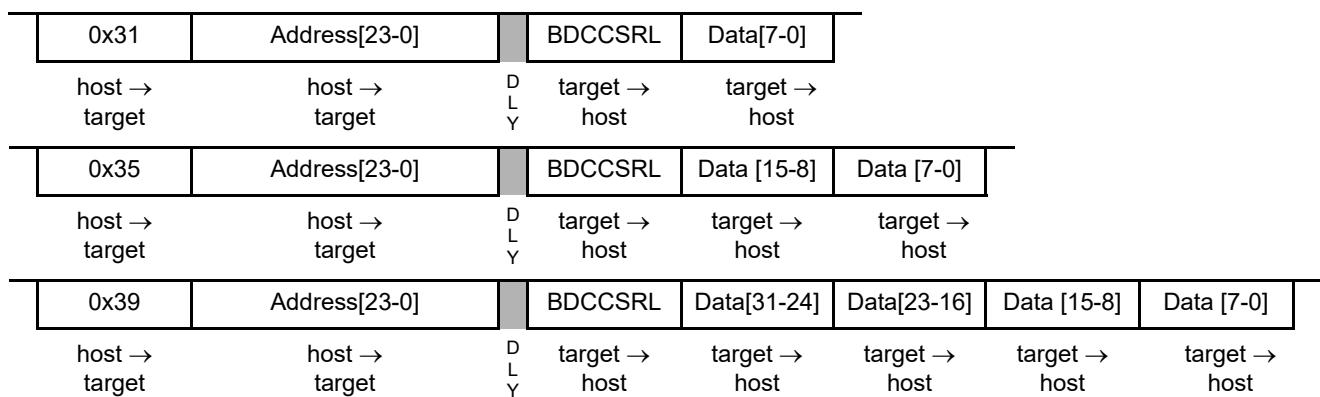 0x31 Address[23-0] BDCCSRL Data[7-0]
host → host → D L Y target → target →
target target host host
0x35 Address[23-0] BDCCSRL Data [15-8] Data [7-0]
host → host → D L Y target → target → target →
target target host host host
0x39 Address[23-0] BDCCSRL Data[31-24] Data[23-16] Data [15-8] Data [7-0]
host → host → D L Y target → target → target → target → target →
target target host host host host host